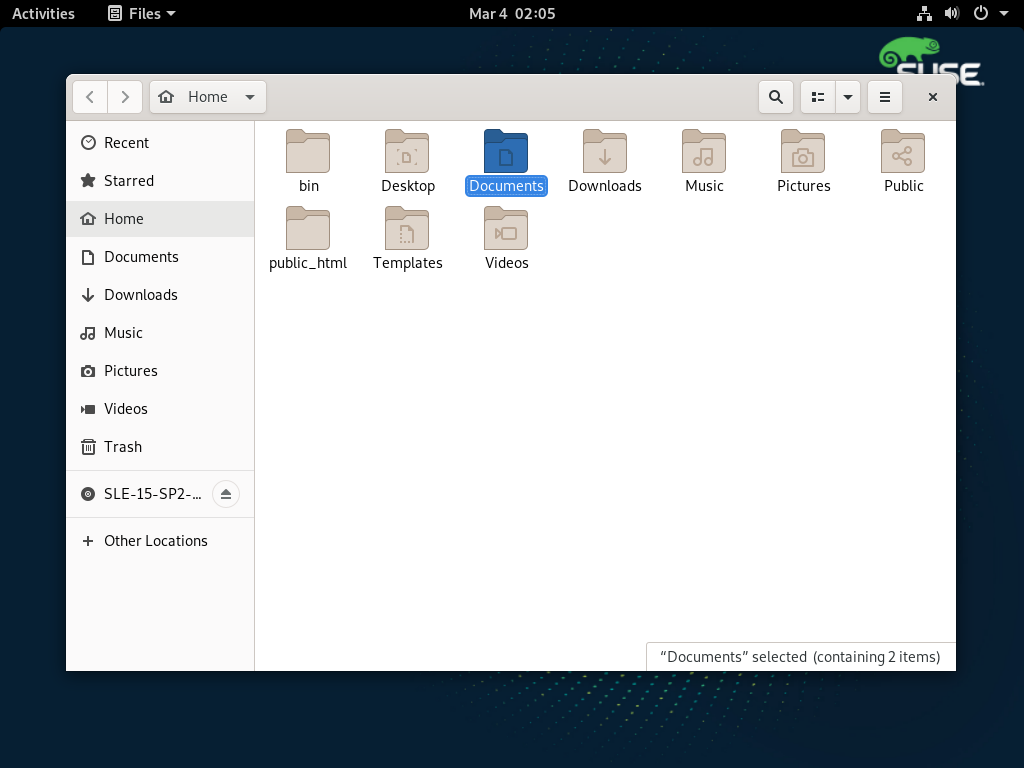 Activities
Files
Mar 4 02:05
SUSE
Home
Recent
Starred
Home
Documents
Downloads
Music
Pictures
Videos
Trash
SLE-15-SP2-...
Other Locations
bin
Desktop
Documents
Downloads
Music
Pictures
Public
public_html
Templates
Videos
“Documents” selected (containing 2 items)